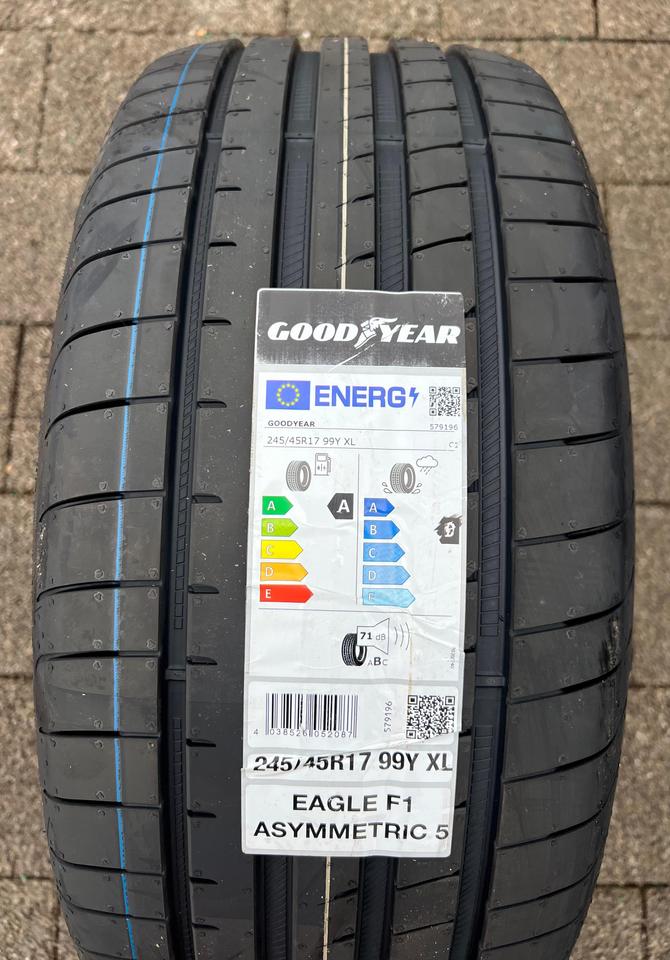 GOODYEAR
ENERG
GOODYEAR
579196
245/45R17 99Y XL
C1
A
B
C
D
E
A
A
B
C
D
E
71 dB
ABC
4 038526 052087
579196
245/45R17 99Y XL
EAGLE F1
ASYMMETRIC 5